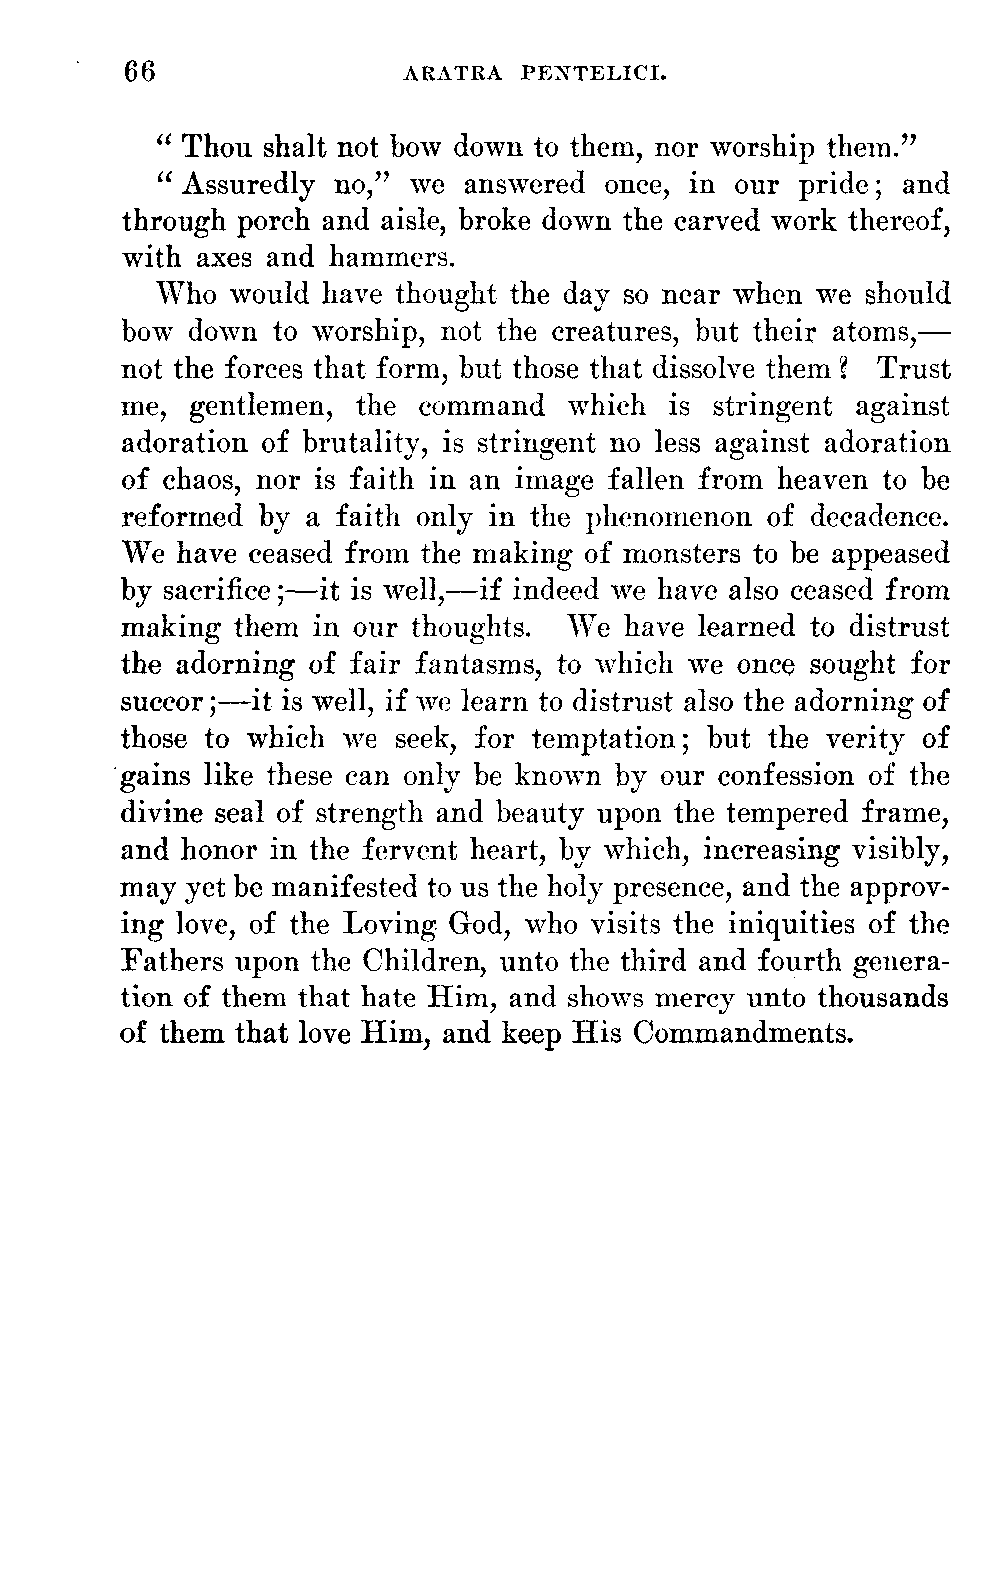 66 ARATRA PENTELICI.
“ Thou shalt not bow down to them, nor worship them.”
“ Assuredly no,” we answered once, in our pride; and
through porch and aisle, broke down the carved work thereof,
with axes and hammers.
Who would have thought the day so near when we should
bow down to worship, not the creatures, but their atoms,—
not the forces that form, but those that dissolve them? Trust
me, gentlemen, the command which is stringent against
adoration of brutality, is stringent no less against adoration
of chaos, nor is faith in an image fallen from heaven to be
reformed by a faith only in the phenomenon of decadence.
We have ceased from the making of monsters to be appeased
by sacrifice;—it is well,—if indeed we have also ceased from
making them in our thoughts. We have learned to distrust
the adorning of fair fantasms, to which we once sought for
succor;—it is well, if we learn to distrust also the adorning of
those to which we seek, for temptation; but the verity of
gains like these can only be known by our confession of the
divine seal of strength and beauty upon the tempered frame,
and honor in the fervent heart, by which, increasing visibly,
may yet be manifested to us the holy presence, and the approv-
ing love, of the Loving God, who visits the iniquities of the
Fathers upon the Children, unto the third and fourth genera-
tion of them that hate Him, and shows mercy unto thousands
of them that love Him, and keep His Commandments.